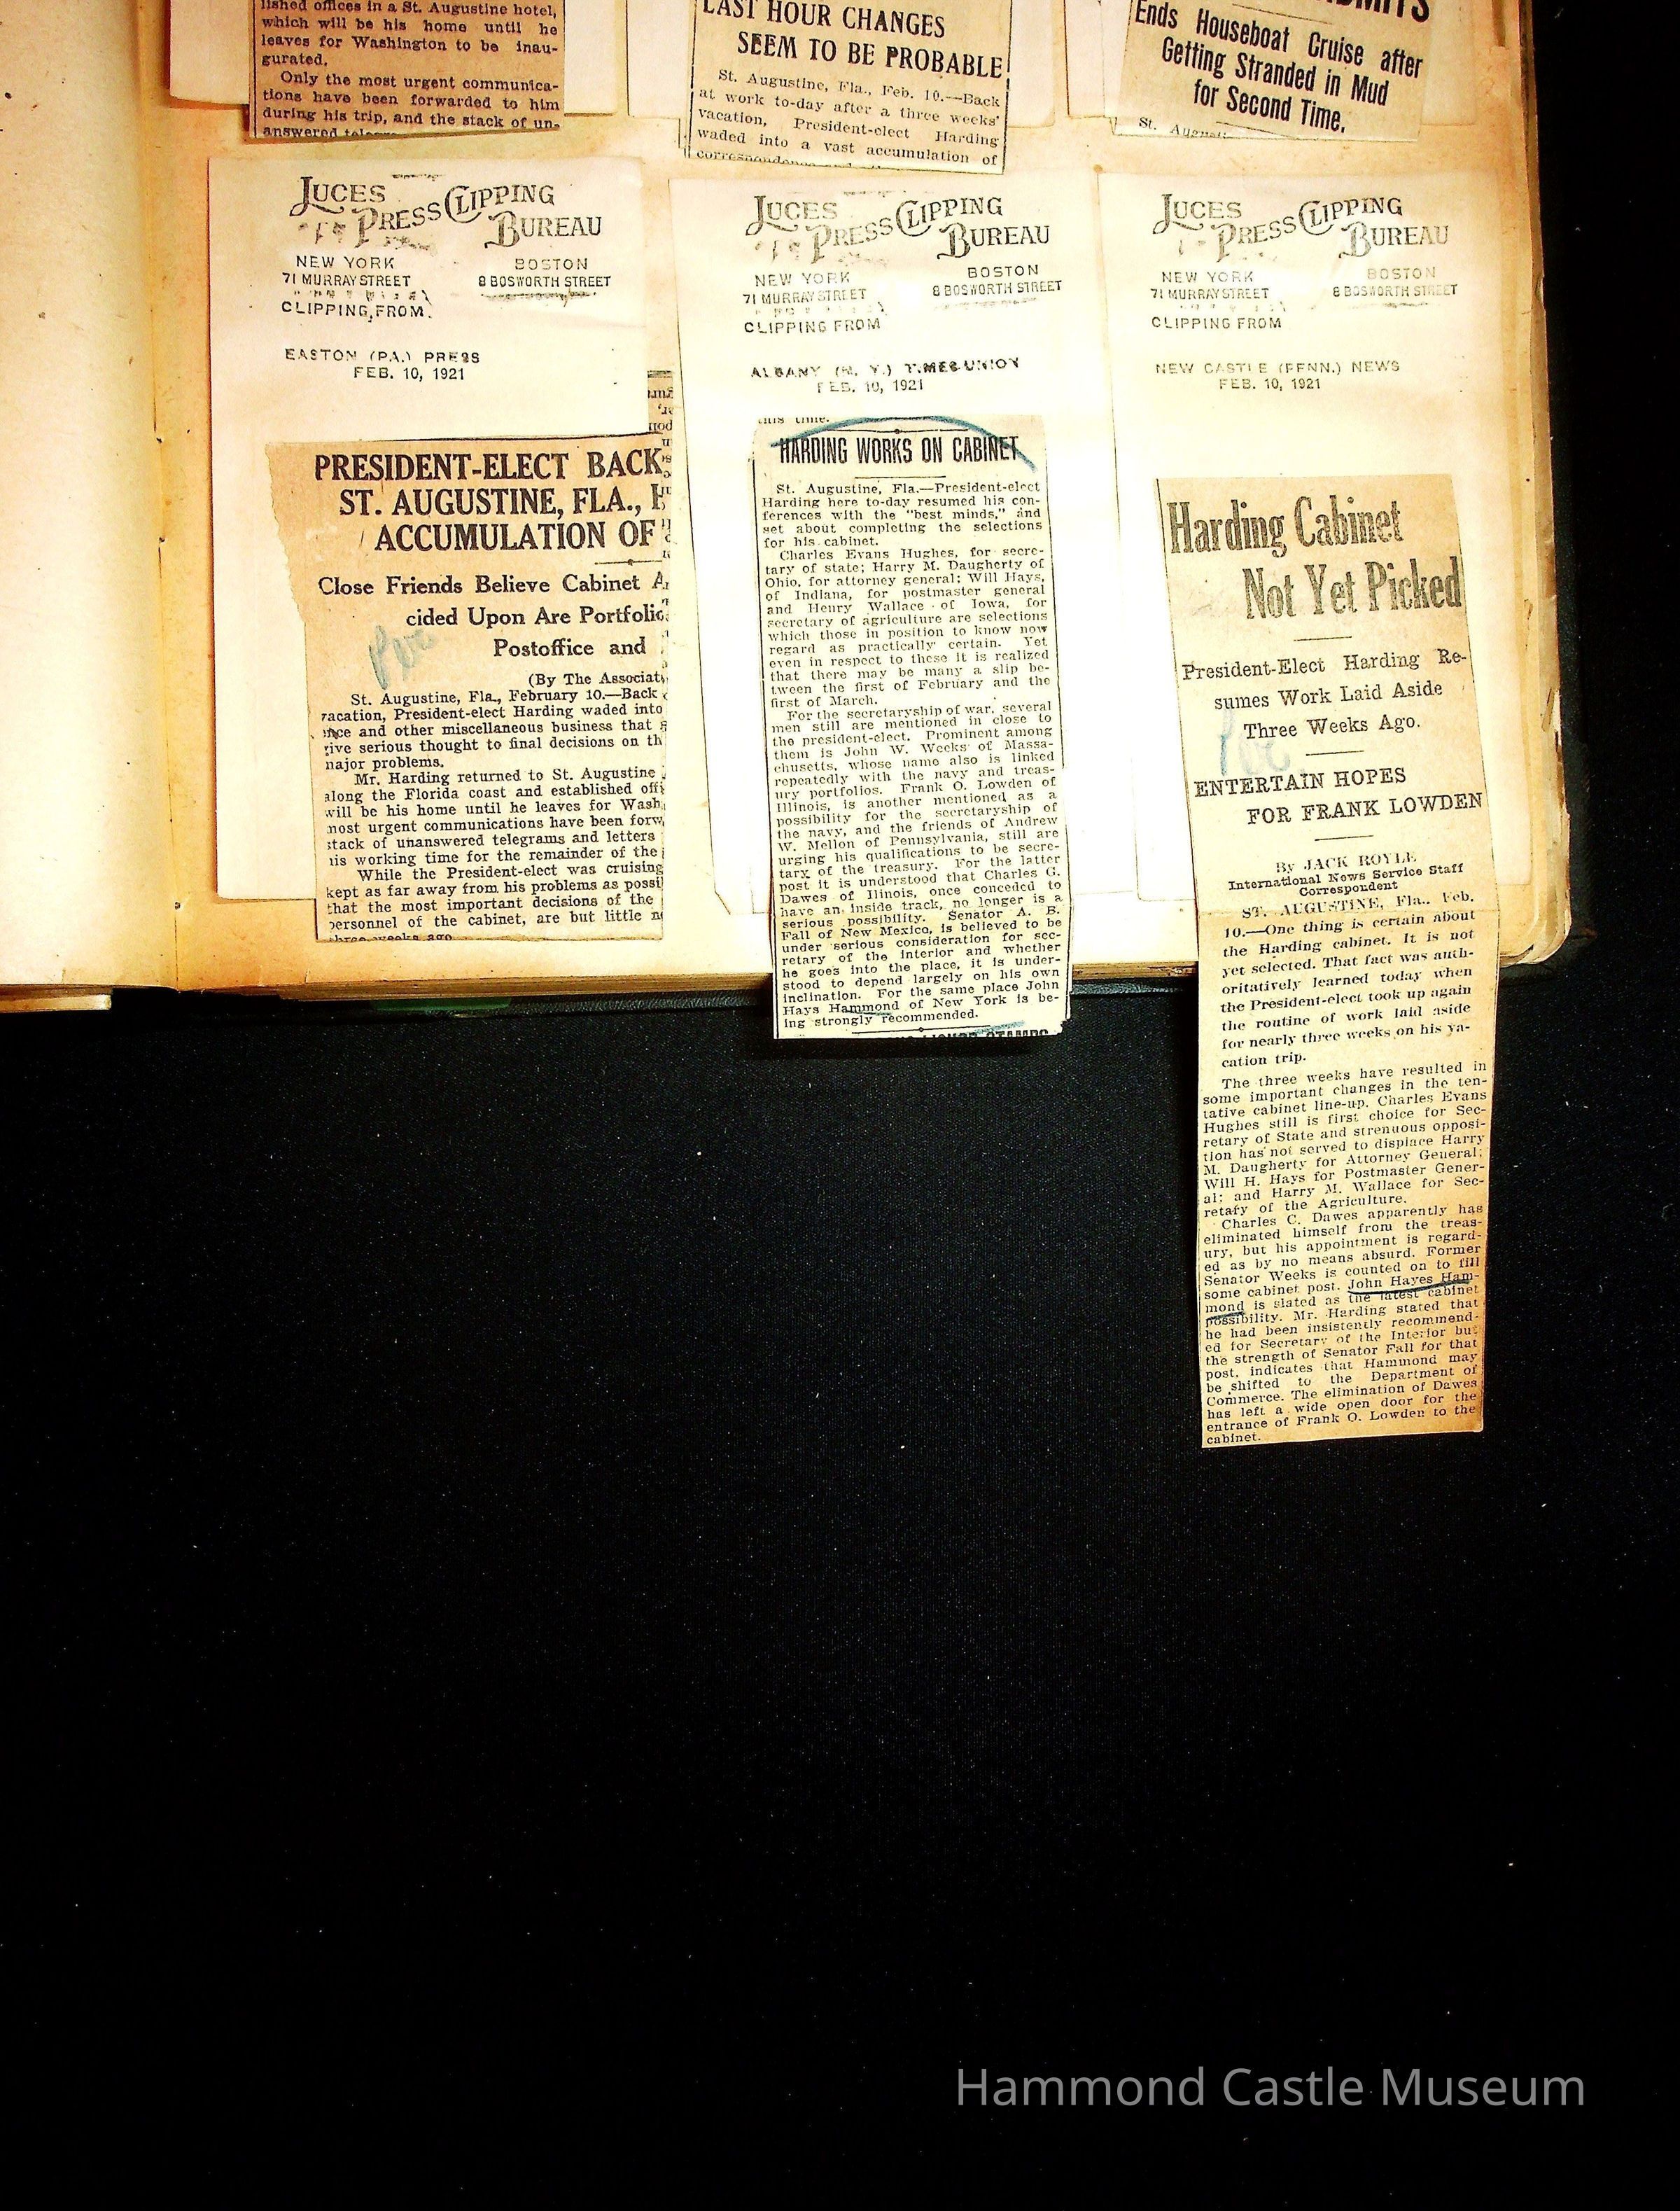 lished offices in a St. Augustine hotel,
which will be his home until he
leaves for Washington to be inau-
gurated.
Only the most urgent communica-
tions have been forwarded to him
during his trip, and the stack of un-
answered
LAST HOUR CHANGES
SEEM TO BE PROBABLE
St. Augustine, Fla., Feb. 10.—Back
at work to-day after a three weeks'
vacation, President-elect Harding
waded into a vast accumulation of
Ends Houseboat Cruise after
Getting Stranded in Mud
for Second Time.
St.
LUCES
PRESS CLIPPING
BUREAU
NEW YORK
BOSTON
71 MURRAY STREET
8 BOSWORTH STREET
CLIPPING FROM
EASTON (PA.) PRESS
FEB. 10, 1921
PRESIDENT-ELECT BACK
ST. AUGUSTINE, FLA., H
ACCUMULATION OF
Close Friends Believe Cabinet A
cided Upon Are Portfolio
Postoffice and
(By The Associat
St. Augustine, Fla., February 10.—Back
vacation, President-elect Harding waded into
nce and other miscellaneous business that
give serious thought to final decisions on th
major problems.
Mr. Harding returned to St. Augustine
along the Florida coast and established offi
will be his home until he leaves for Wash
most urgent communications have been forw
stack of unanswered telegrams and letters
his working time for the remainder of the
While the President-elect was cruising
kept as far away from his problems as possi
that the most important decisions of the
personnel of the cabinet, are but little n
three weeks ago
LUCES
PRESS CLIPPING
BUREAU
NEW YORK
BOSTON
71 MURRAY STREET
8 BOSWORTH STREET
CLIPPING FROM
ALBANY (N. Y.) TIMES-UNION
FEB. 10, 1921
this time.
HARDING WORKS ON CABINET
St. Augustine, Fla.—President-elect
Harding here to-day resumed his con-
ferences with the "best minds," and
set about completing the selections
for his cabinet.
Charles Evans Hughes, for secre-
tary of state; Harry M. Daugherty of
Ohio, for attorney general; Will Hays,
of Indiana, for postmaster general
and Henry Wallace of Iowa, for
secretary of agriculture are selections
which those in position to know now
regard as practically certain. Yet
even in respect to these it is realized
that there may be many a slip be-
tween the first of February and the
first of March.
For the secretaryship of war, several
men still are mentioned in close to
the president-elect. Prominent among
them is John W. Weeks of Massa-
chusetts, whose name also is linked
repeatedly with the navy and treas-
ury portfolios. Frank O. Lowden of
Illinois, is another mentioned as a
possibility for the secretaryship of
the navy, and the friends of Andrew
W. Mellon of Pennsylvania, still are
urging his qualifications to be secre-
tary of the treasury. For the latter
post it is understood that Charles G.
Dawes of Illinois, once conceded to
have an inside track, no longer is a
serious possibility. Senator A. B.
Fall of New Mexico, is believed to be
under serious consideration for sec-
retary of the interior and whether
he goes into the place, it is under-
stood to depend largely on his own
inclination. For the same place John
Hays Hammond of New York is be-
ing strongly recommended.
LUCES
PRESS CLIPPING
BUREAU
NEW YORK
BOSTON
71 MURRAY STREET
8 BOSWORTH STREET
CLIPPING FROM
NEW CASTLE (PENN.) NEWS
FEB. 10, 1921
Harding Cabinet
Not Yet Picked
President-Elect Harding Re-
sumes Work Laid Aside
Three Weeks Ago.
ENTERTAIN HOPES
FOR FRANK LOWDEN
By JACK ROYLE
International News Service Staff
Correspondent
ST. AUGUSTINE, Fla., Feb.
10.—One thing is certain about
the Harding cabinet. It is not
yet selected. That fact was auth-
oritatively learned today when
the President-elect took up again
the routine of work laid aside
for nearly three weeks on his va-
cation trip.
The three weeks have resulted in
some important changes in the ten-
tative cabinet line-up. Charles Evans
Hughes still is first choice for Sec-
retary of State and strenuous opposi-
tion has not served to displace Harry
M. Daugherty for Attorney General;
Will H. Hays for Postmaster Gener-
al; and Harry M. Wallace for Sec-
retary of the Agriculture.
Charles C. Dawes apparently has
eliminated himself from the treas-
ury, but his appointment is regard-
ed as by no means absurd. Former
Senator Weeks is counted on to fill
some cabinet post. John Hayes Ham-
mond is slated as the latest cabinet
possibility. Mr. Harding stated that
he had been insistently recommend-
ed for Secretary of the Interior but
the strength of Senator Fall for that
post, indicates that Hammond may
be shifted to the Department of
Commerce. The elimination of Dawes
has left a wide open door for the
entrance of Frank O. Lowden to the
cabinet.
Hammond Castle Museum